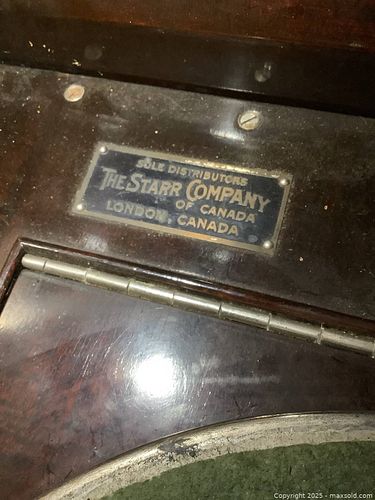 SOLE DISTRIBUTORS
THE STARR COMPANY
OF CANADA
LONDON, CANADA
Copyright 2025 - maxsold.com